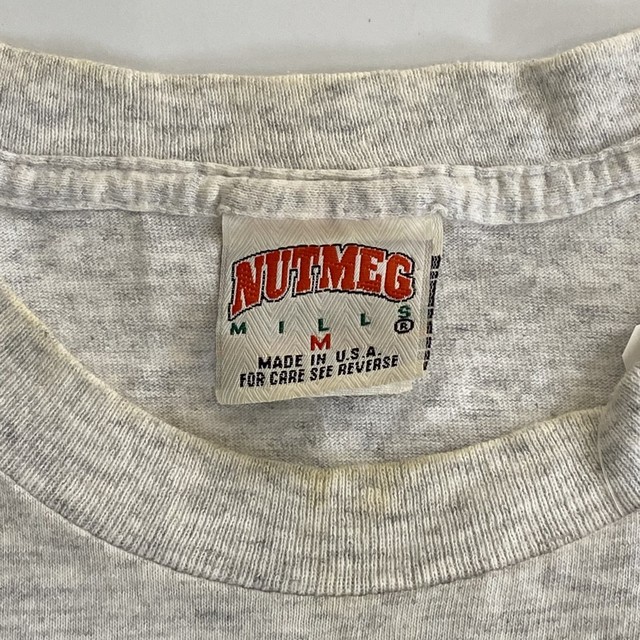 NUTMEG
MILLS®
M
MADE IN U.S.A.
FOR CARE SEE REVERSE